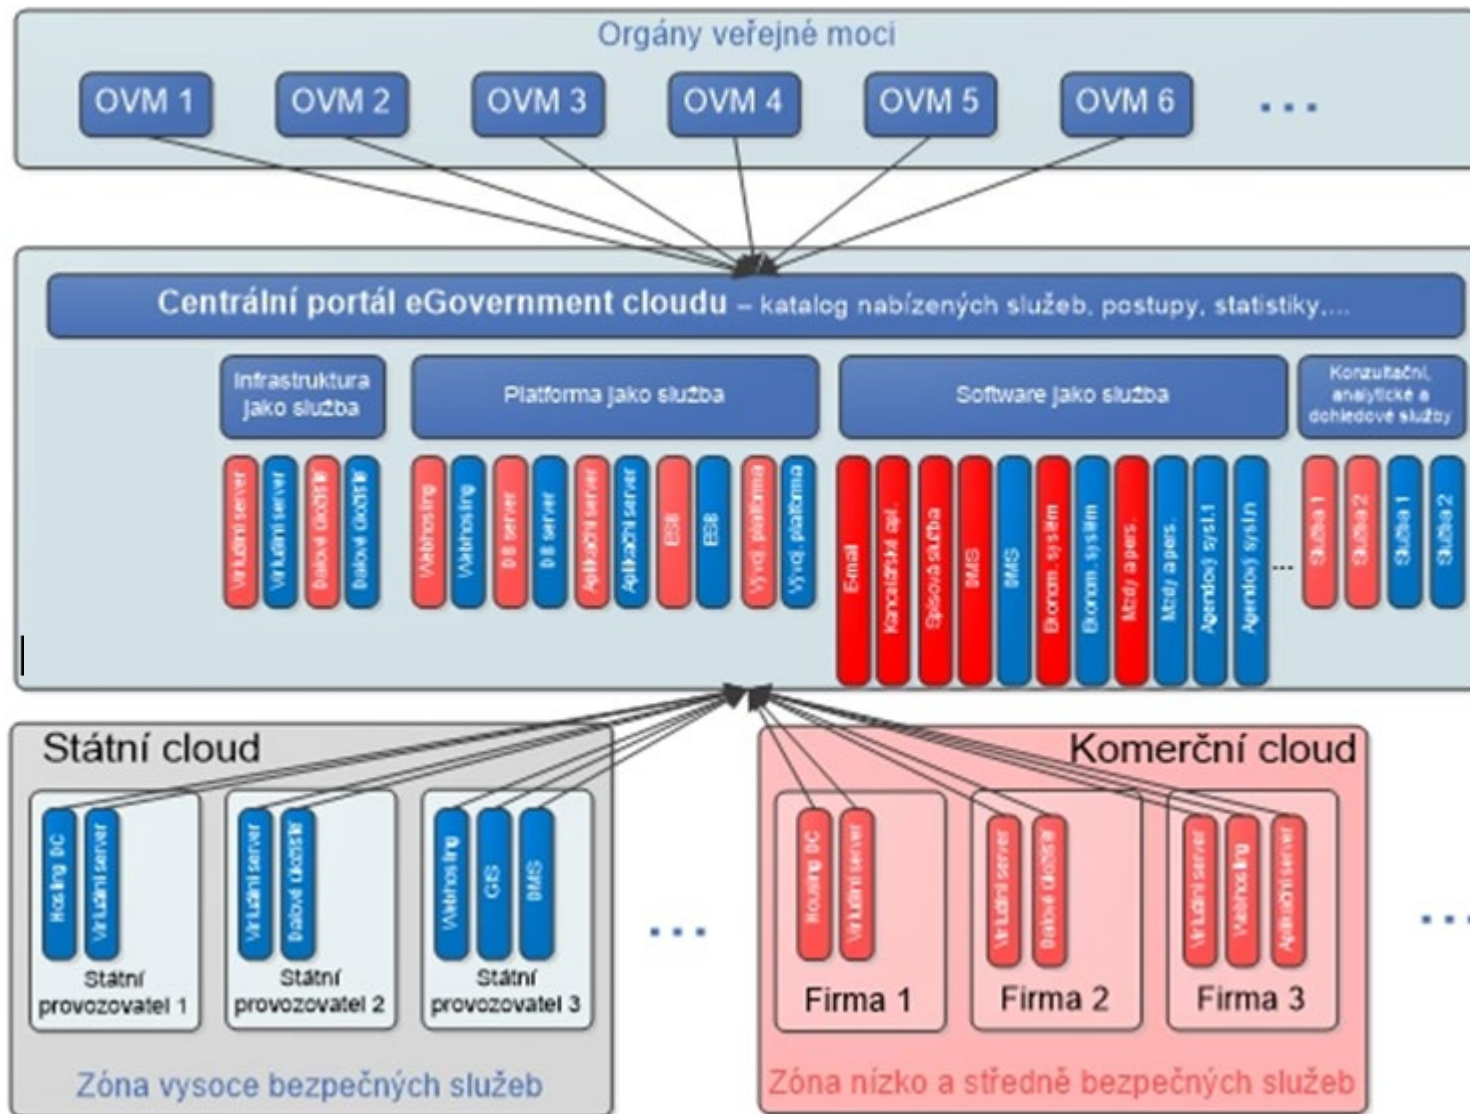 Orgány veřejné moci
OVM 1
OVM 2
OVM 3
OVM 4
OVM 5
OVM 6
...
Centrální portál eGovernment cloudu – katalog nabízených služeb, postupy, statistiky,...
Infrastruktura
jako služba
Platforma jako služba
Software jako služba
Konzultační,
analytické a
dohledové služby
Virtuální server
Virtuální server
Datové úložiště
Datové úložiště
Webhosting
Webhosting
DB server
DB server
Aplikační server
Aplikační server
ESB
ESB
Vývoj. platforma
Vývoj. platforma
E-mail
Kancelářské apl.
Spisová služba
DMS
DMS
Ekonom. systém
Ekonom. systém
Mzdy a pers.
Mzdy a pers.
Agendový syst.1
Agendový syst.n
...
Služba 1
Služba 2
Služba 1
Služba 2
Státní cloud
Hosting DC
Virtuální server
Státní
provozovatel 1
Virtuální server
Datové úložiště
Státní
provozovatel 2
Webhosting
GIS
DMS
Státní
provozovatel 3
...
Zóna vysoce bezpečných služeb
Komerční cloud
Housing DC
Virtuální server
Firma 1
Virtuální server
Datové úložiště
Firma 2
Virtuální server
Webhosting
Aplikační server
Firma 3
...
Zóna nízko a středně bezpečných služeb